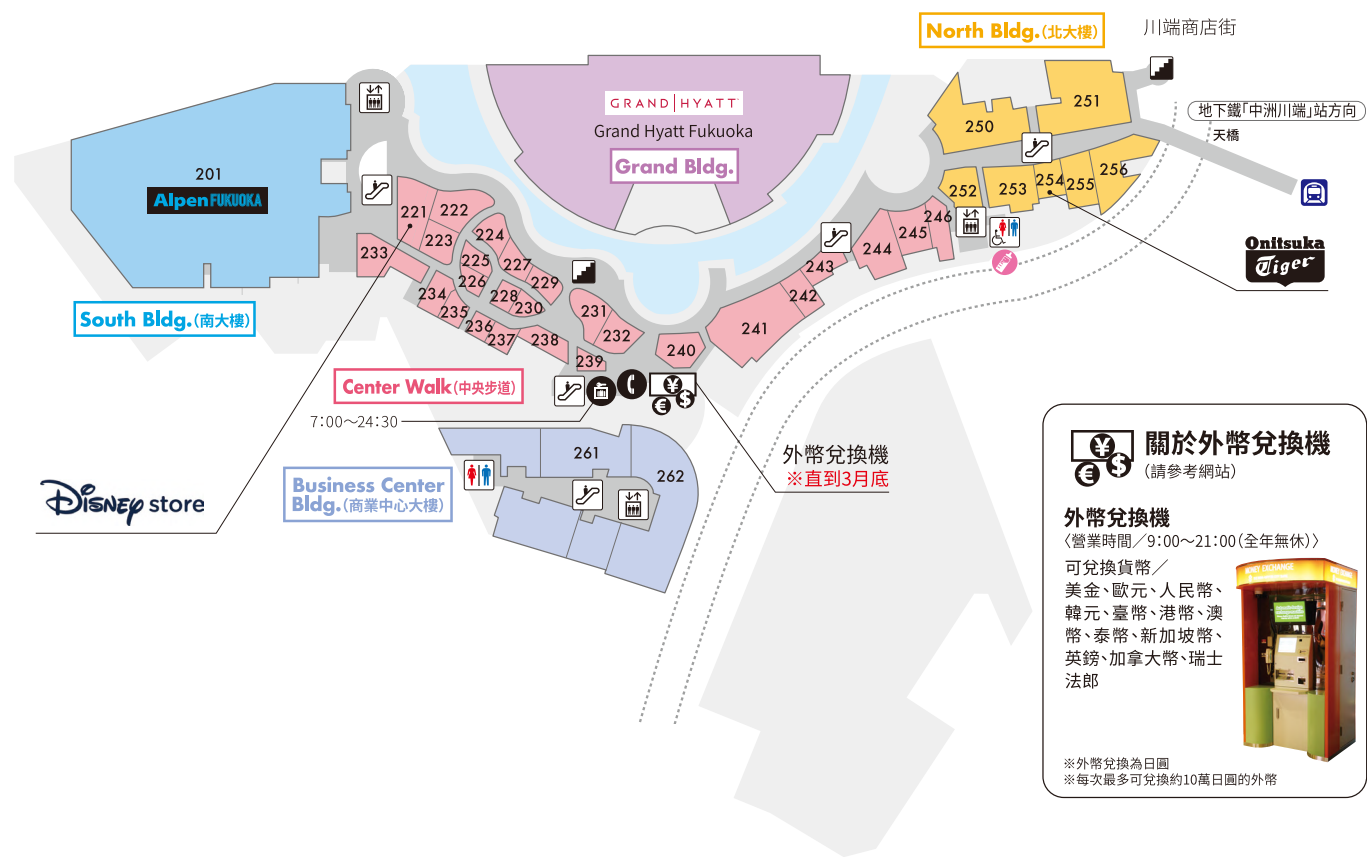 North Bldg.(北大樓)
川端商店街
地下鐵「中洲川端」站方向
天橋
GRAND HYATT
Grand Hyatt Fukuoka
Grand Bldg.
201
Alpen FUKUOKA
South Bldg.(南大樓)
221
222
223
224
225
226
227
228
229
230
231
232
233
234
235
236
237
238
239
240
241
242
243
244
245
246
250
251
252
253
254
255
256
Onitsuka
Tiger
Center Walk(中央步道)
7:00～24:30
外幣兌換機
※直到3月底
Business Center
Bldg.(商業中心大樓)
261
262
Disney store
關於外幣兌換機
(請參考網站)
外幣兌換機
〈營業時間／9:00～21:00(全年無休)〉
可兌換貨幣／
美金、歐元、人民幣、
韓元、臺幣、港幣、澳
幣、泰幣、新加坡幣、
英鎊、加拿大幣、瑞士
法郎
MONEY EXCHANGE
※外幣兌換為日圓
※每次最多可兌換約10萬日圓的外幣